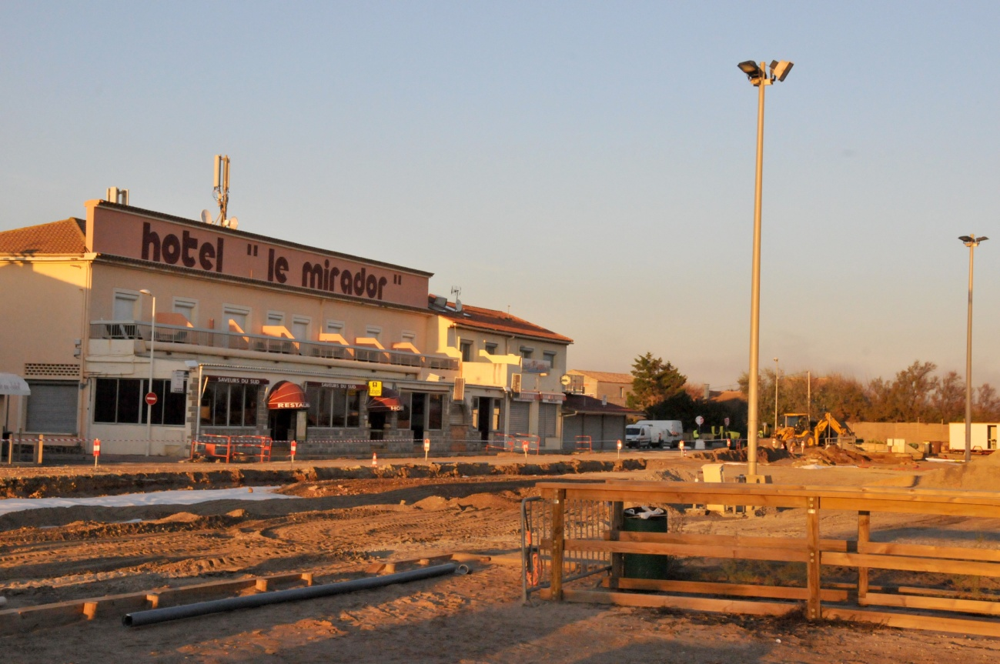 hotel " le mirador "
SAVEURS DU SUD
SAVEURS DU SUD
RESTAU
HO